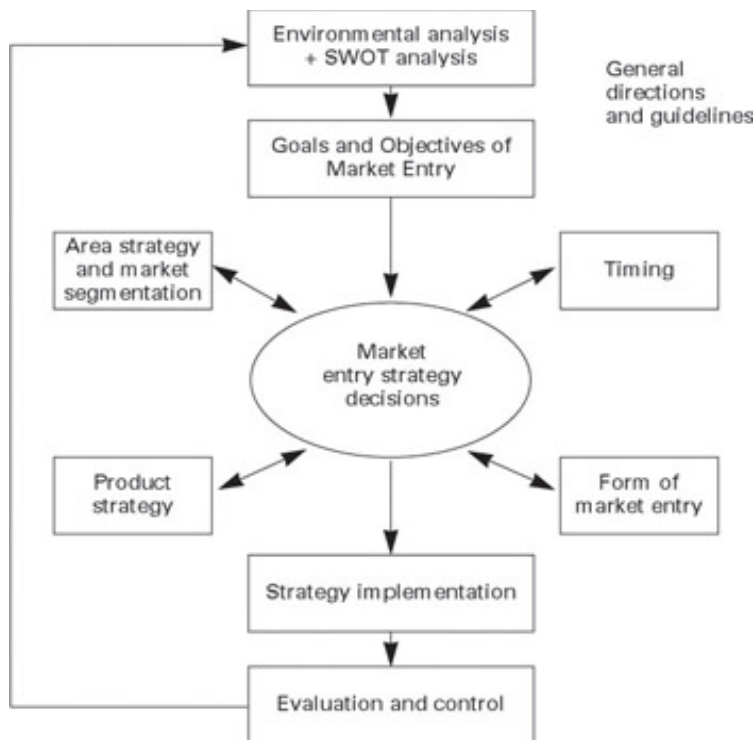 Environmental analysis
+ SWOT analysis
General
directions
and guidelines
Goals and Objectives of
Market Entry
Area strategy
and market
segmentation
Timing
Market
entry strategy
decisions
Product
strategy
Form of
market entry
Strategy implementation
Evaluation and control